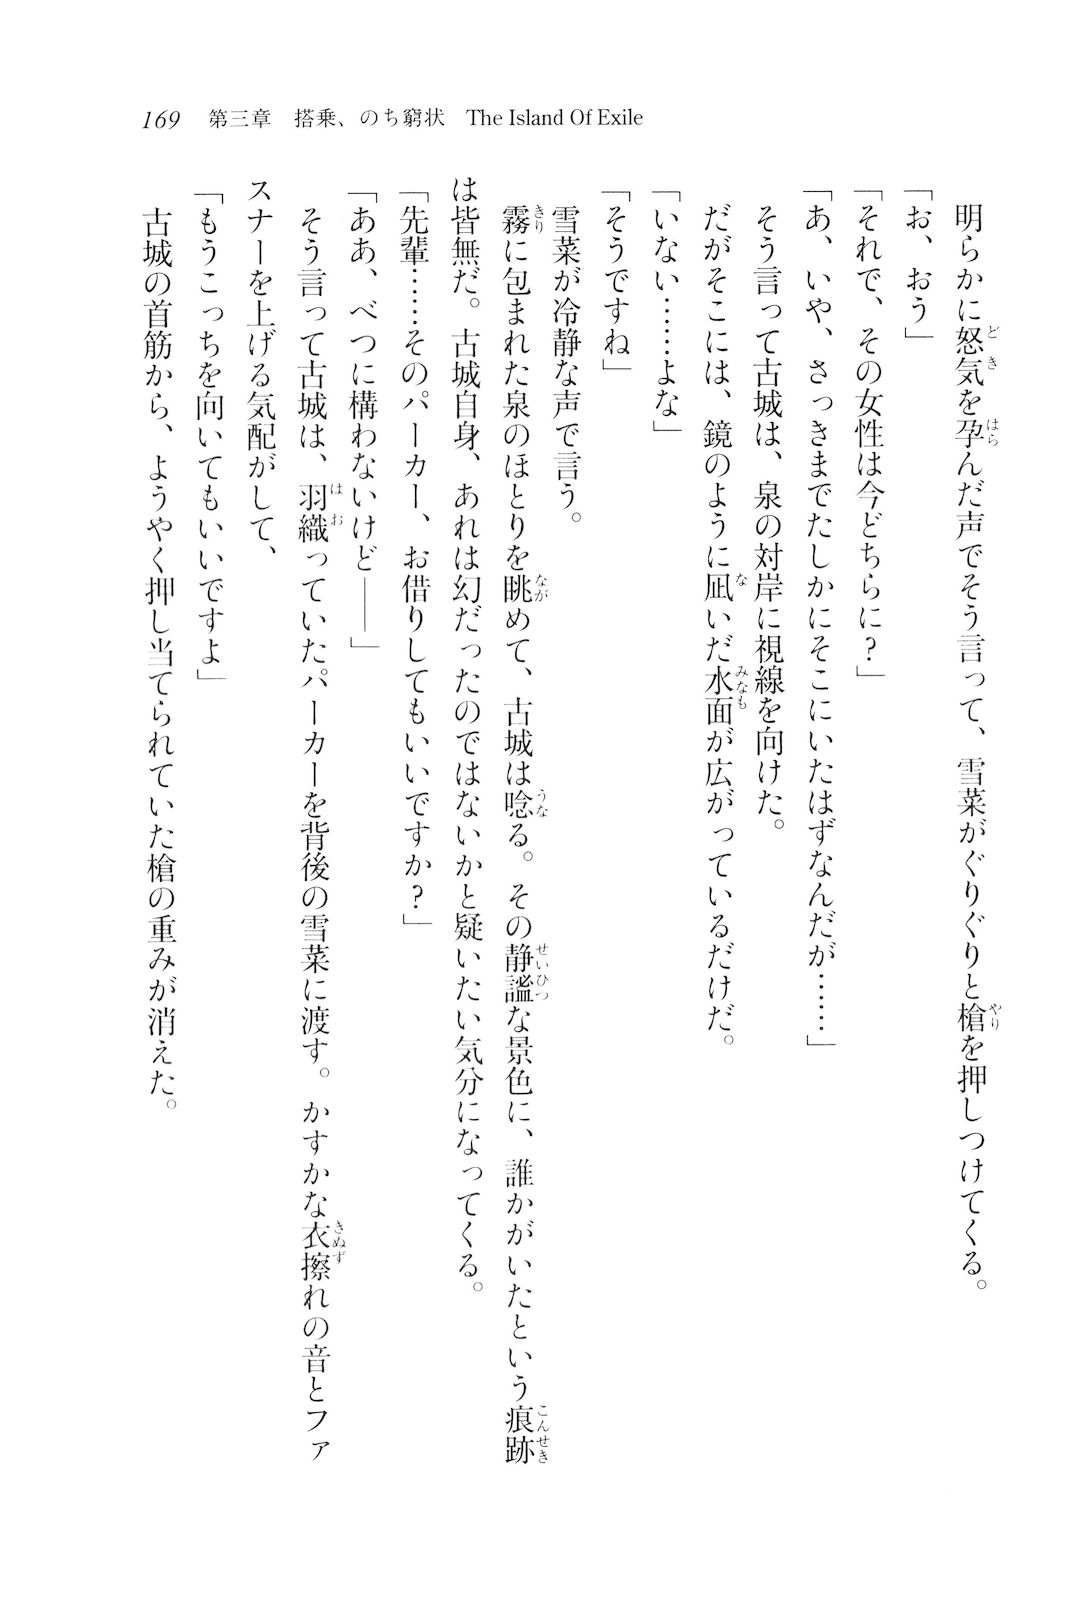 169　第三章　搭乗、のち窮状　The Island Of Exile
明らかに怒気を孕んだ声でそう言って、雪菜がぐりぐりと槍を押しつけてくる。
「お、おう」
「それで、その女性は今どちらに？」
「あ、いや、さっきまでたしかにそこにいたはずなんだが……」
そう言って古城は、泉の対岸に視線を向けた。
だがそこには、鏡のように凪いだ水面が広がっているだけだ。
「いない……よな」
「そうですね」
雪菜が冷静な声で言う。
霧に包まれた泉のほとりを眺めて、古城は唸る。その静謐な景色に、誰かがいたという痕跡
は皆無だ。古城自身、あれは幻だったのではないかと疑いたい気分になってくる。
「先輩……そのパーカー、お借りしてもいいですか？」
「ああ、べつに構わないけど――」
そう言って古城は、羽織っていたパーカーを背後の雪菜に渡す。かすかな衣擦れの音とファ
スナーを上げる気配がして、
「もうこっちを向いてもいいですよ」
古城の首筋から、ようやく押し当てられていた槍の重みが消えた。